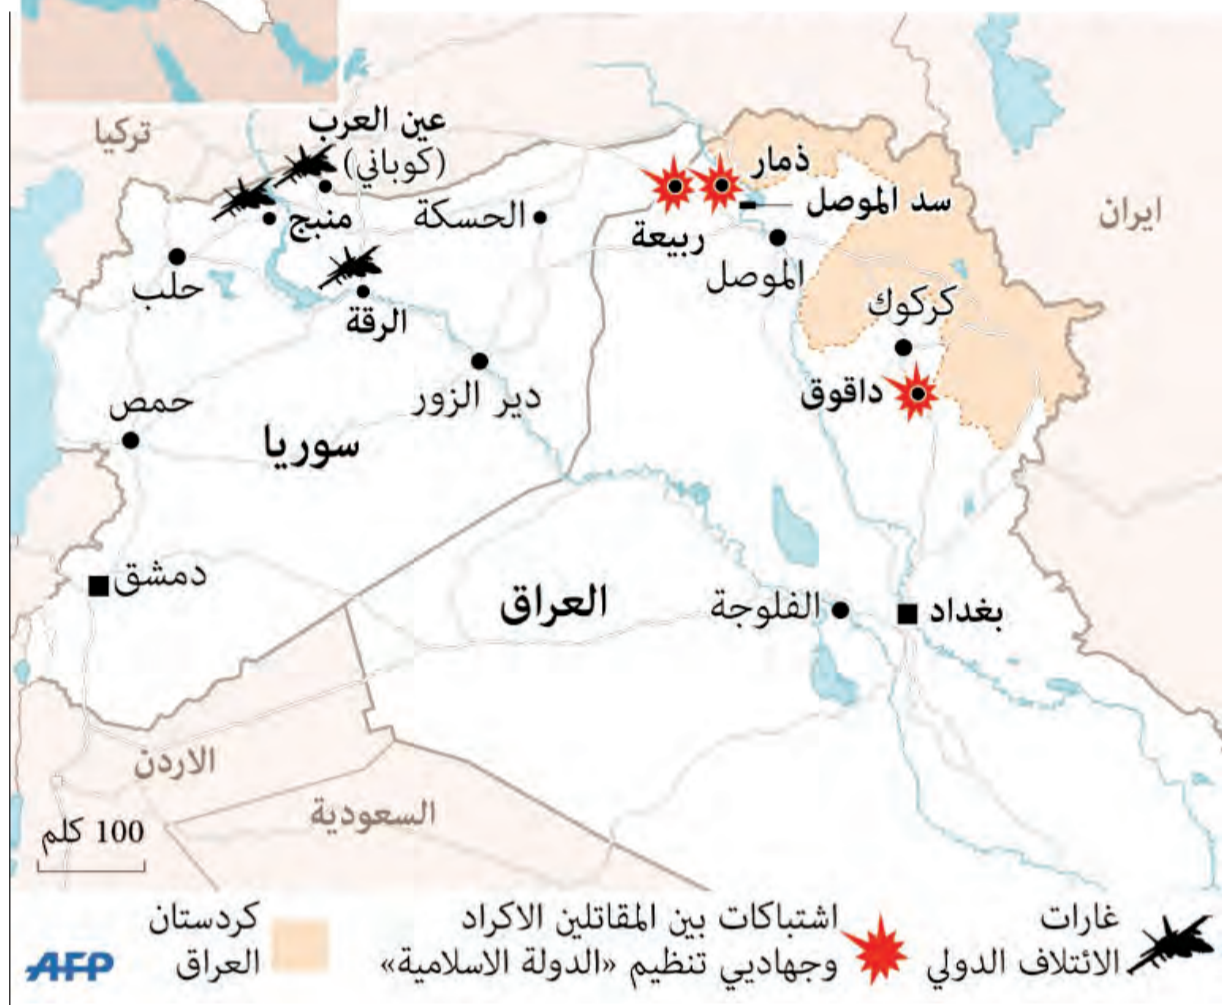 تركيا
عين العرب
(كوباني)
منبج
الحسكة
حلب
الرقة
دير الزور
حمص
سوريا
دمشق
ذمار
سد الموصل
ربيعة
الموصل
كركوك
داقوق
ايران
العراق
الفلوجة
بغداد
الاردن
السعودية
100 كلم
غارات
الائتلاف الدولي
اشتباكات بين المقاتلين الاكراد
وجهاديي تنظيم «الدولة الاسلامية»
كردستان
العراق
AFP